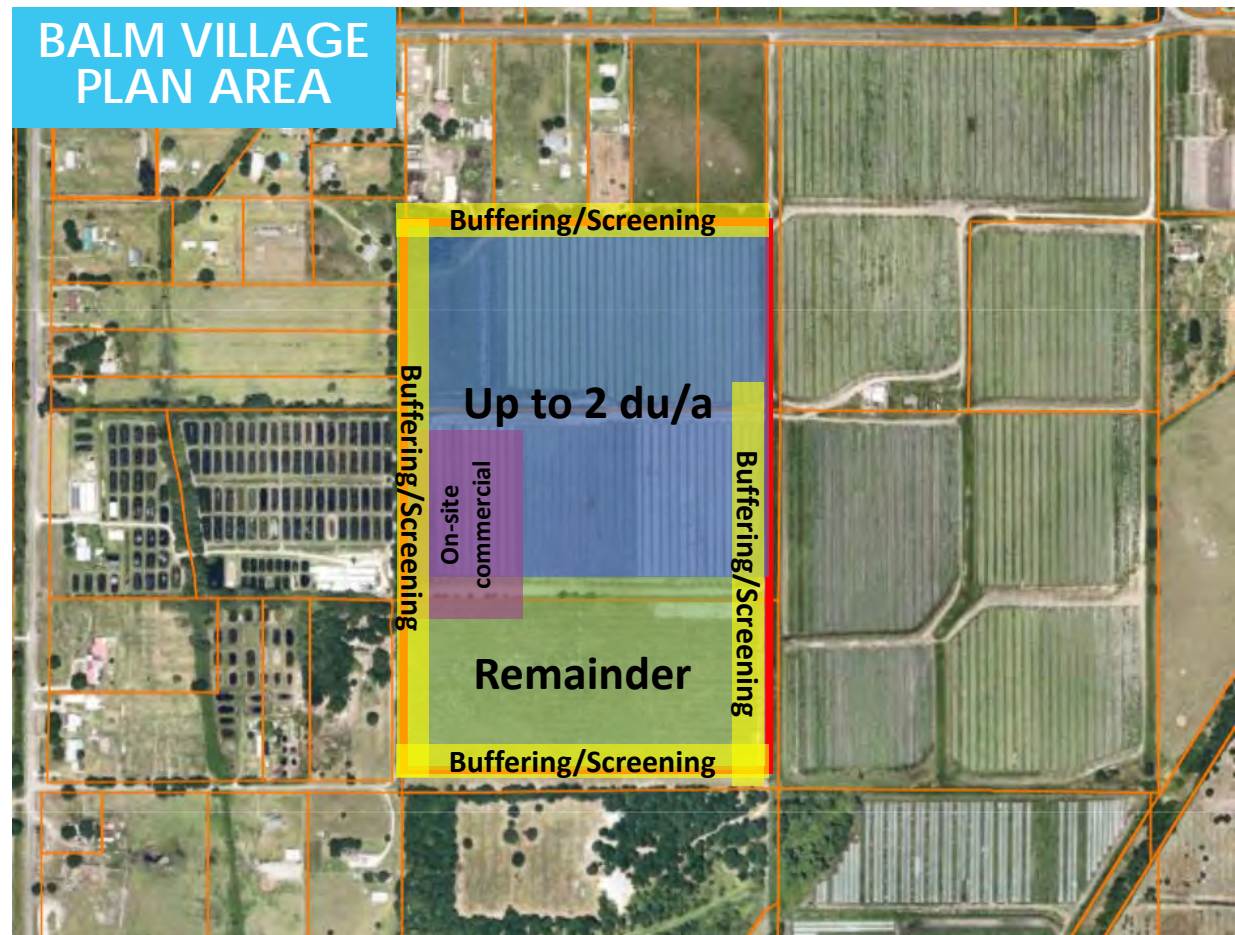 BALM VILLAGE
PLAN AREA
Buffering/Screening
Up to 2 du/a
Buffering/Screening
On-site
commercial
Buffering/Screening
Remainder
Buffering/Screening